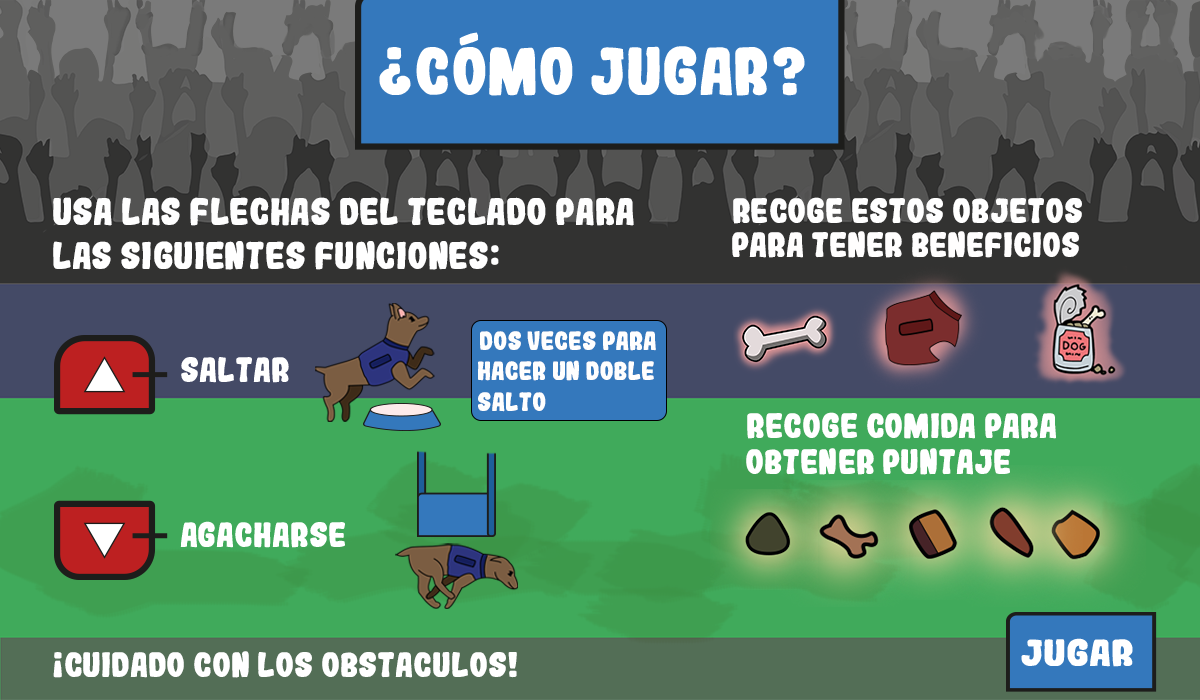 ¿CÓMO JUGAR?
USA LAS FLECHAS DEL TECLADO PARA
LAS SIGUIENTES FUNCIONES:
SALTAR
DOS VECES PARA
HACER UN DOBLE
SALTO
AGACHARSE
RECOGE ESTOS OBJETOS
PARA TENER BENEFICIOS
DOG
RECOGE COMIDA PARA
OBTENER PUNTAJE
¡CUIDADO CON LOS OBSTACULOS!
JUGAR